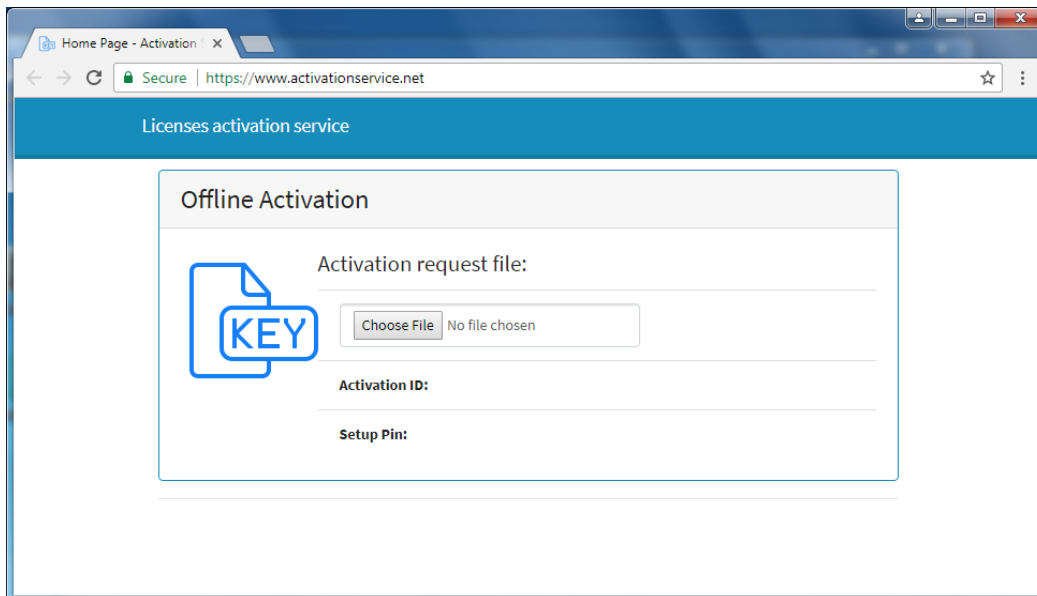 Home Page - Activation
Secure | https://www.activationservice.net
Licenses activation service
Offline Activation
Activation request file:
KEY
Choose File No file chosen
Activation ID:
Setup Pin: